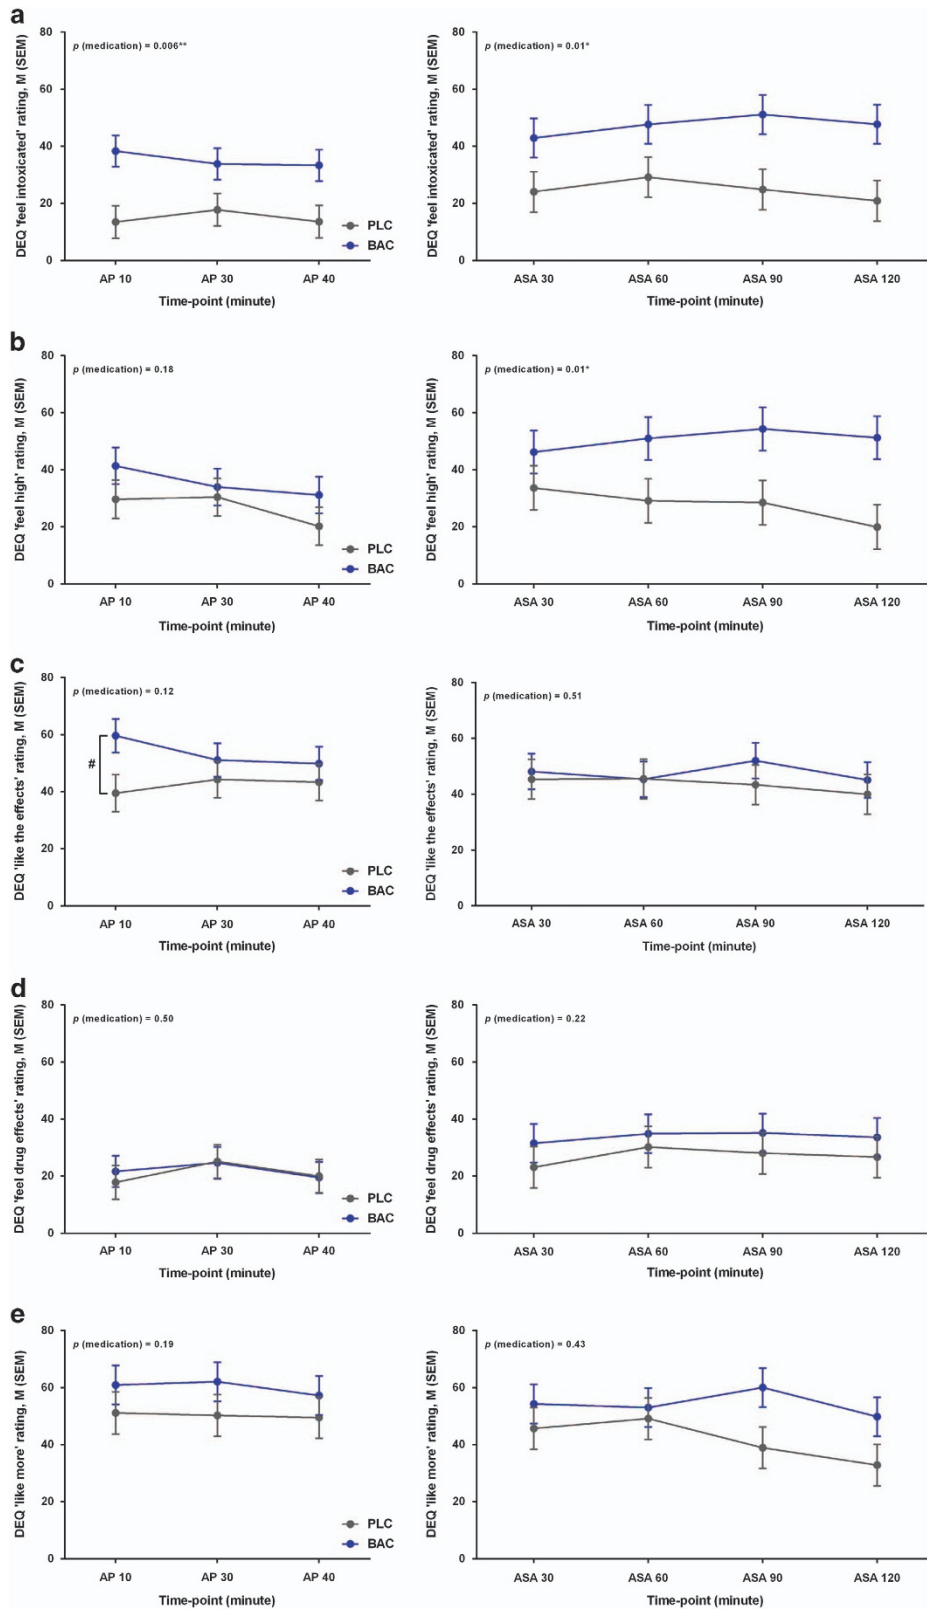 a
DEQ 'feel intoxicated' rating, M (SEM)
p (medication) = 0.006**
80
60
40
20
0
AP 10 AP 30 AP 40
Time-point (minute)
PLC
BAC
DEQ 'feel intoxicated' rating, M (SEM)
p (medication) = 0.01*
80
60
40
20
0
ASA 30 ASA 60 ASA 90 ASA 120
Time-point (minute)
b
DEQ 'feel high' rating, M (SEM)
p (medication) = 0.18
80
60
40
20
0
AP 10 AP 30 AP 40
Time-point (minute)
PLC
BAC
DEQ 'feel high' rating, M (SEM)
p (medication) = 0.01*
80
60
40
20
0
ASA 30 ASA 60 ASA 90 ASA 120
Time-point (minute)
c
DEQ 'like the effects' rating, M (SEM)
p (medication) = 0.12
80
60
40
20
0
#
AP 10 AP 30 AP 40
Time-point (minute)
PLC
BAC
DEQ 'like the effects' rating, M (SEM)
p (medication) = 0.51
80
60
40
20
0
ASA 30 ASA 60 ASA 90 ASA 120
Time-point (minute)
d
DEQ 'feel drug effects' rating, M (SEM)
p (medication) = 0.50
80
60
40
20
0
AP 10 AP 30 AP 40
Time-point (minute)
PLC
BAC
DEQ 'feel drug effects' rating, M (SEM)
p (medication) = 0.22
80
60
40
20
0
ASA 30 ASA 60 ASA 90 ASA 120
Time-point (minute)
e
DEQ 'like more' rating, M (SEM)
p (medication) = 0.19
80
60
40
20
0
AP 10 AP 30 AP 40
Time-point (minute)
PLC
BAC
DEQ 'like more' rating, M (SEM)
p (medication) = 0.43
80
60
40
20
0
ASA 30 ASA 60 ASA 90 ASA 120
Time-point (minute)